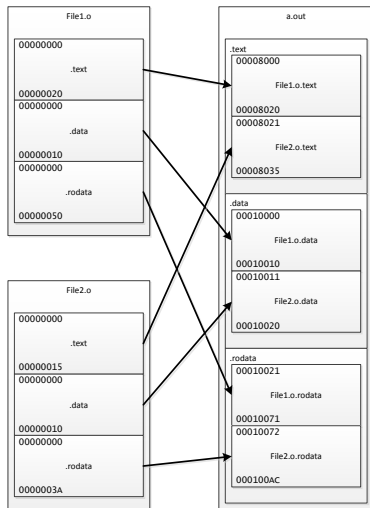 File1.o
00000000
.text
00000020
00000000
.data
00000010
00000000
.rodata
00000050
File2.o
00000000
.text
00000015
00000000
.data
00000010
00000000
.rodata
0000003A
a.out
.text
00008000
File1.o.text
00008020
00008021
File2.o.text
00008035
.data
00010000
File1.o.data
00010010
00010011
File2.o.data
00010020
.rodata
00010021
File1.o.rodata
00010071
00010072
File2.o.rodata
000100AC